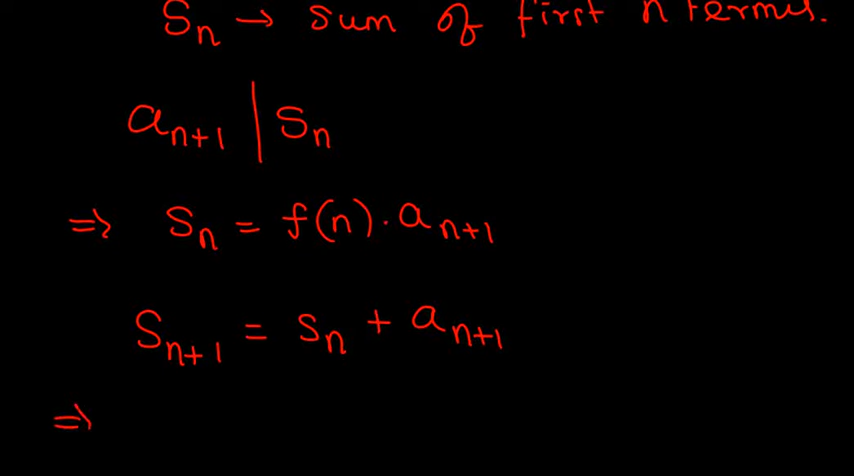 Sₙ → sum of first n terms.
aₙ₊₁ | Sₙ
⇒ Sₙ = f(n) · aₙ₊₁
Sₙ₊₁ = Sₙ + aₙ₊₁
⇒